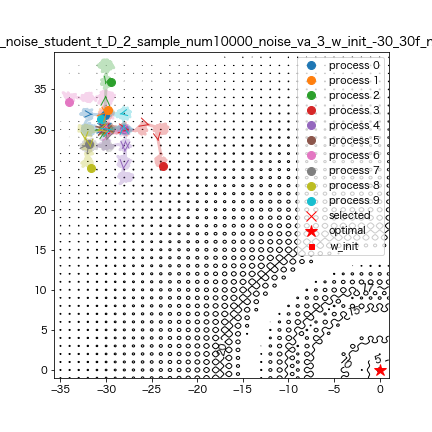 _noise_student_t_D_2_sample_num10000_noise_va_3_w_init_-30_30f_n
process 0
process 1
process 2
process 3
process 4
process 5
process 6
process 7
process 8
process 9
selected
optimal
w_init
35
30
25
20
15
10
5
0
−35 −30 −25 −20 −15 −10 −5 0